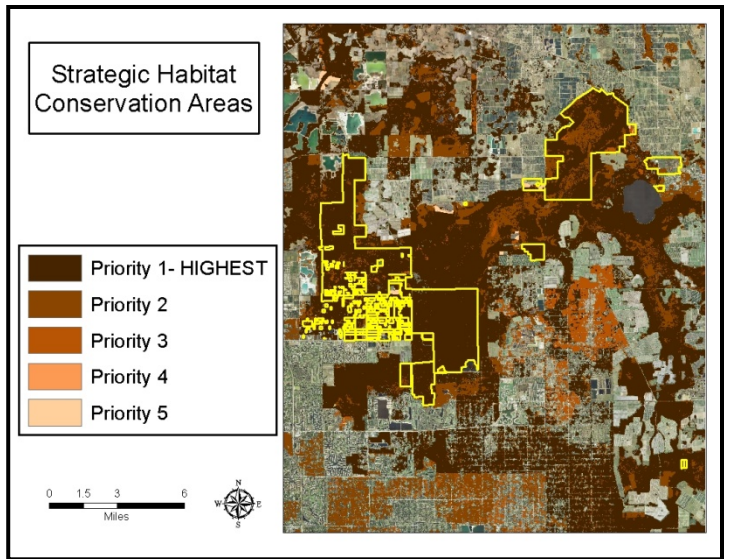 Strategic Habitat
Conservation Areas
Priority 1- HIGHEST
Priority 2
Priority 3
Priority 4
Priority 5
0 1.5 3 6
Miles
N
W E
S